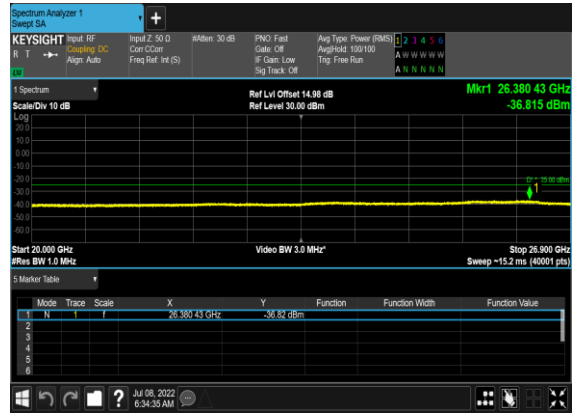 Spectrum Analyzer 1
Swept SA
+
KEYSIGHT Input: RF Input Z: 50 Ω #Atten: 30 dB PNO: Fast Avg Type: Power (RMS) 1 2 3 4 5 6
R T Coupling: DC Corr CCorr Gate: Off Avg|Hold: 100/100 A W W W W W
Align: Auto Freq Ref: Int (S) IF Gain: Low Trig: Free Run
Sig Track: Off A N N N N N
1 Spectrum Ref Lvl Offset 14.98 dB Mkr1 26.380 43 GHz
Scale/Div 10 dB Ref Level 30.00 dBm -36.815 dBm
Log
20.0
10.0
0.00
-10.0
-20.0
-30.0
-40.0
-50.0
-60.0
1
Start 20.000 GHz Video BW 3.0 MHz* Stop 26.900 GHz
#Res BW 1.0 MHz Sweep ~15.2 ms (40001 pts)
5 Marker Table
Mode Trace Scale X Y Function Function Width Function Value
1 N 1 f 26.380 43 GHz -36.82 dBm
2
3
4
5
6
? Jul 08, 2022
6:34:35 AM